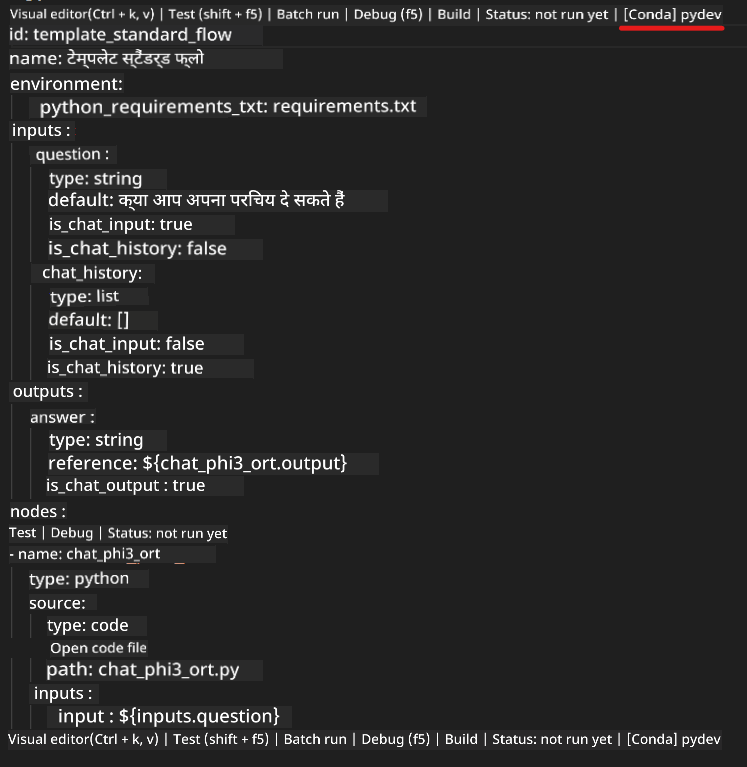 Visual editor(Ctrl + k, v) | Test (shift + f5) | Batch run | Debug (f5) | Build | Status: not run yet | [Conda] pydev
id: template_standard_flow
name: टेम्पलेट स्टैंडर्ड फ्लो
environment:
python_requirements_txt: requirements.txt
inputs :
question :
type: string
default: क्या आप अपना परिचय दे सकते हैं
is_chat_input: true
is_chat_history: false
chat_history:
type: list
default: []
is_chat_input: false
is_chat_history: true
outputs :
answer :
type: string
reference: ${chat_phi3_ort.output}
is_chat_output : true
nodes :
Test | Debug | Status: not run yet
- name: chat_phi3_ort
type: python
source:
type: code
Open code file
path: chat_phi3_ort.py
inputs :
input : ${inputs.question}
Visual editor(Ctrl + k, v) | Test (shift + f5) | Batch run | Debug (f5) | Build | Status: not run yet | [Conda] pydev